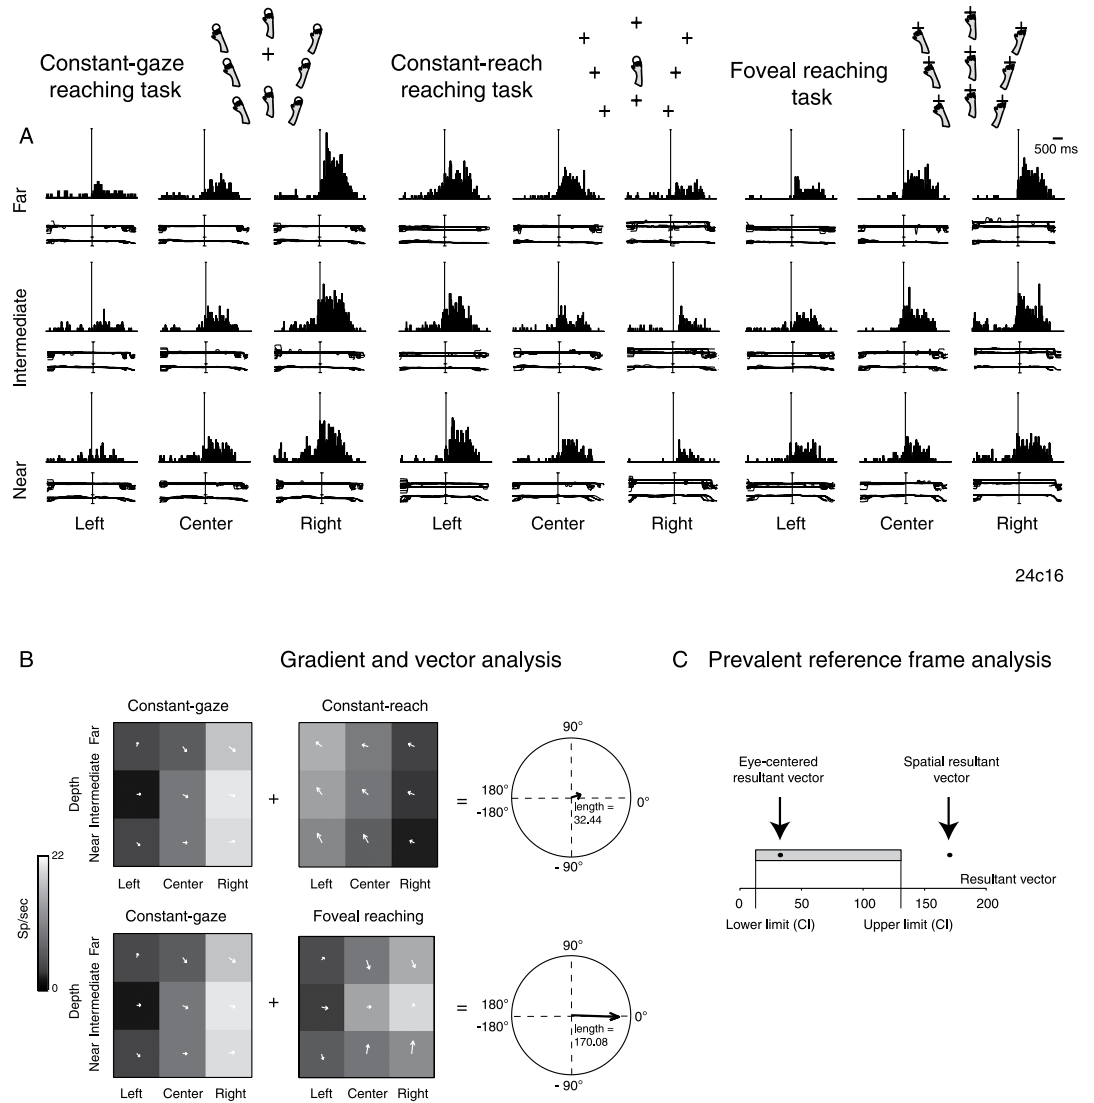 Constant-gaze
reaching task
Constant-reach
reaching task
Foveal reaching
task
A
500 ms
Far
Intermediate
Near
Left Center Right Left Center Right Left Center Right
24c16
B Gradient and vector analysis
Constant-gaze Constant-reach
Depth
Near Intermediate Far
Left Center Right Left Center Right
+
=
90°
180°
-180°
0°
- 90°
length =
32.44
22
Sp/sec
0
Constant-gaze Foveal reaching
Depth
Near Intermediate Far
Left Center Right Left Center Right
+
=
90°
180°
-180°
0°
- 90°
length =
170.08
C Prevalent reference frame analysis
Eye-centered
resultant vector
Spatial resultant
vector
Resultant vector
0 50 100 150 200
Lower limit (CI) Upper limit (CI)